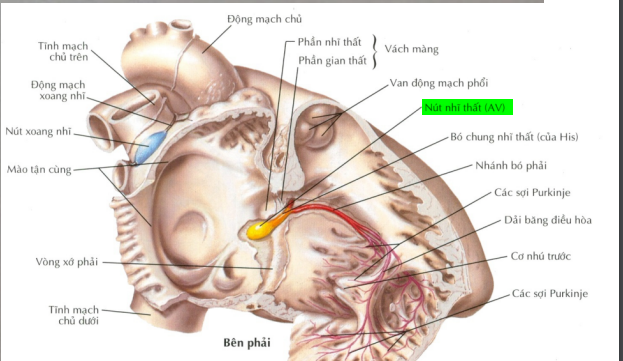 Động mạch chủ
Tĩnh mạch
chủ trên
Động mạch
xoang nhĩ
Nút xoang nhĩ
Mào tận cùng
Vòng xớ phải
Tĩnh mạch
chủ dưới
Phần nhĩ thất
Phần gian thất
Vách màng
Van động mạch phổi
Nút nhĩ thất (AV)
Bó chung nhĩ thất (của His)
Nhánh bó phải
Các sợi Purkinje
Dải băng điều hòa
Cơ nhú trước
Các sợi Purkinje
Bên phải